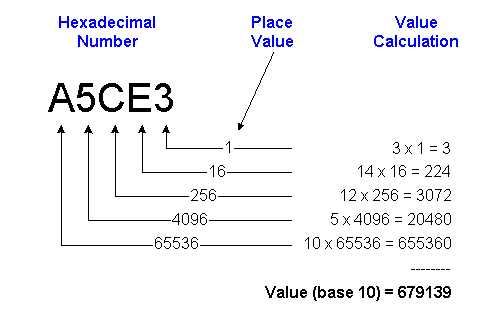 Hexadecimal Number
Place Value
Value Calculation
A5CE3
1
3 x 1 = 3
16
14 x 16 = 224
256
12 x 256 = 3072
4096
5 x 4096 = 20480
65536
10 x 65536 = 655360
--------
Value (base 10) = 679139